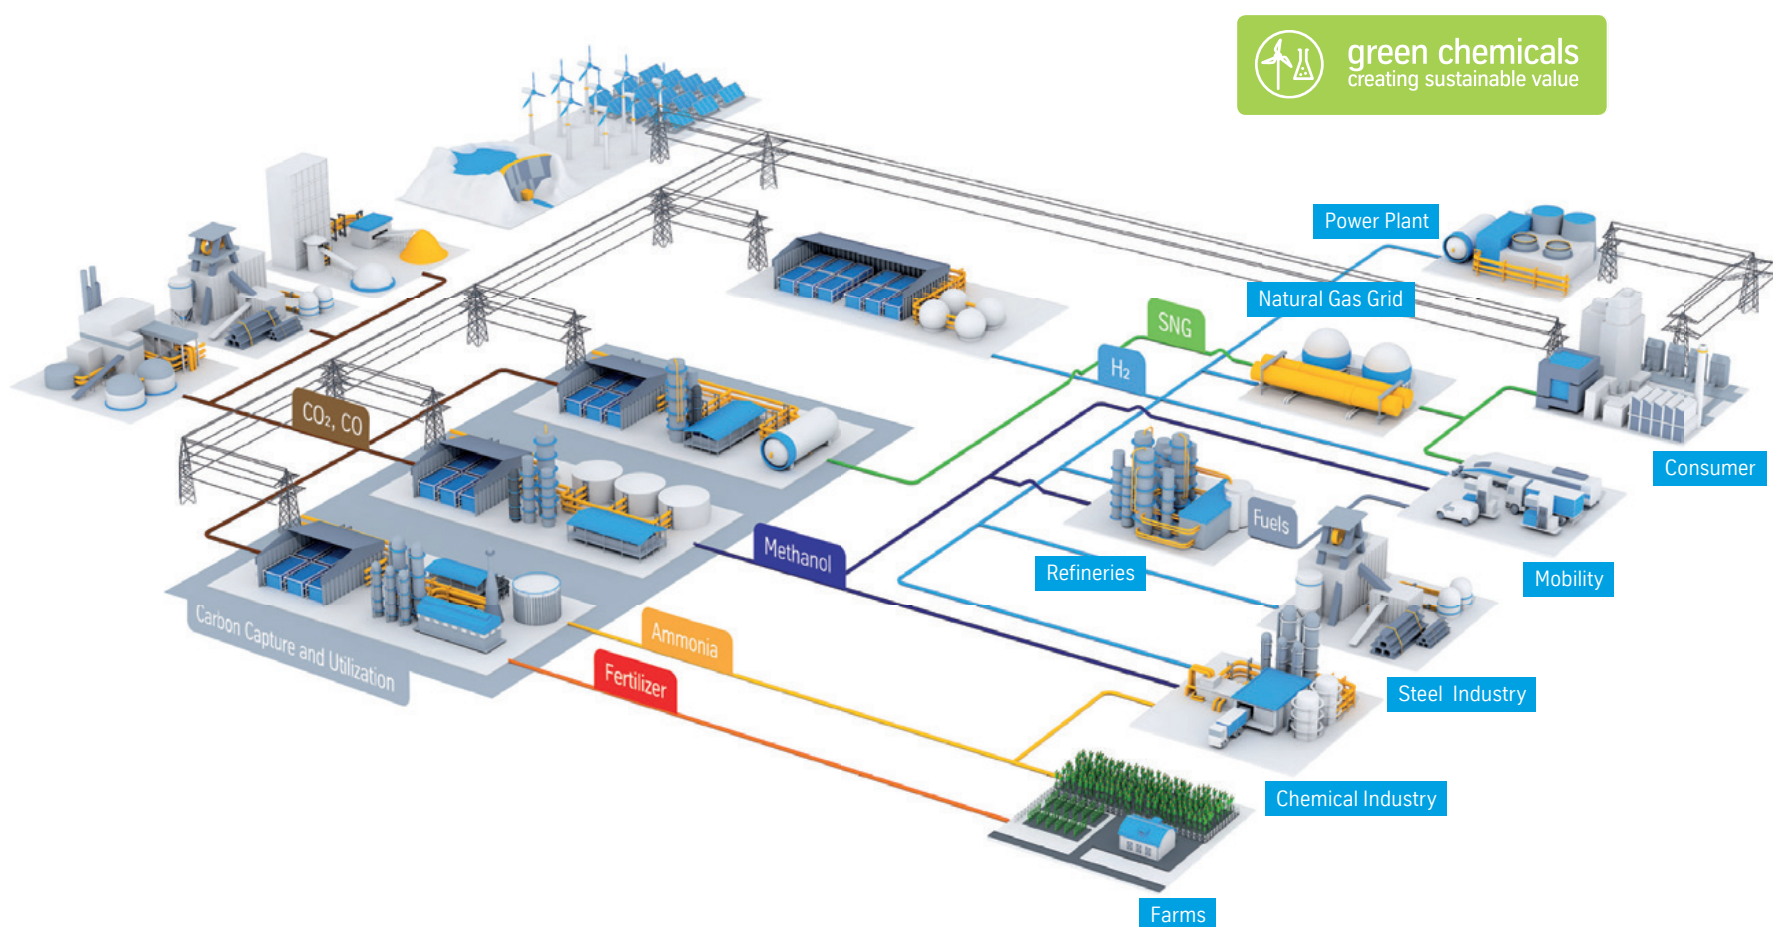 green chemicals
creating sustainable value
Power Plant
Natural Gas Grid
SNG
H₂
CO₂, CO
Consumer
Fuels
Methanol
Refineries
Mobility
Carbon Capture and Utilization
Ammonia
Fertilizer
Steel Industry
Chemical Industry
Farms